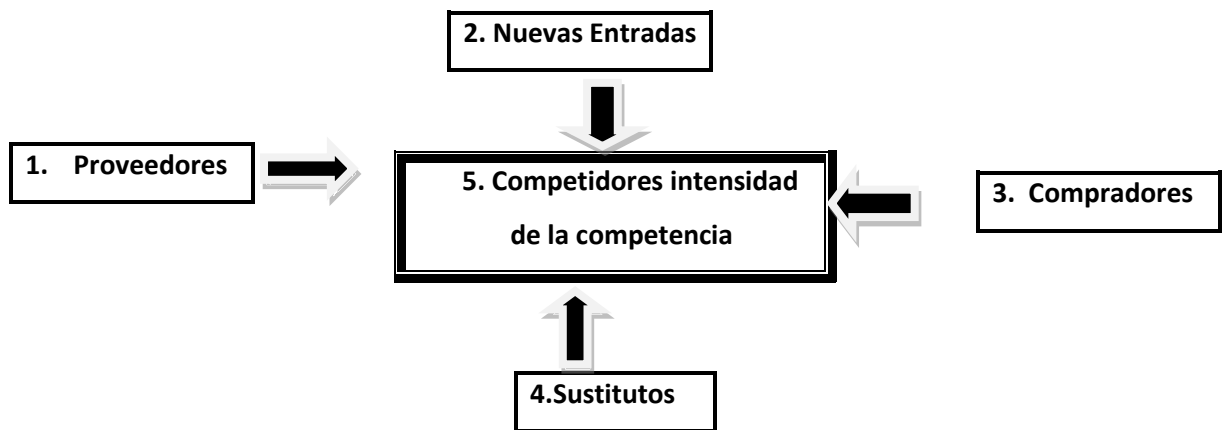 2. Nuevas Entradas
1. Proveedores
5. Competidores intensidad
de la competencia
3. Compradores
4.Sustitutos